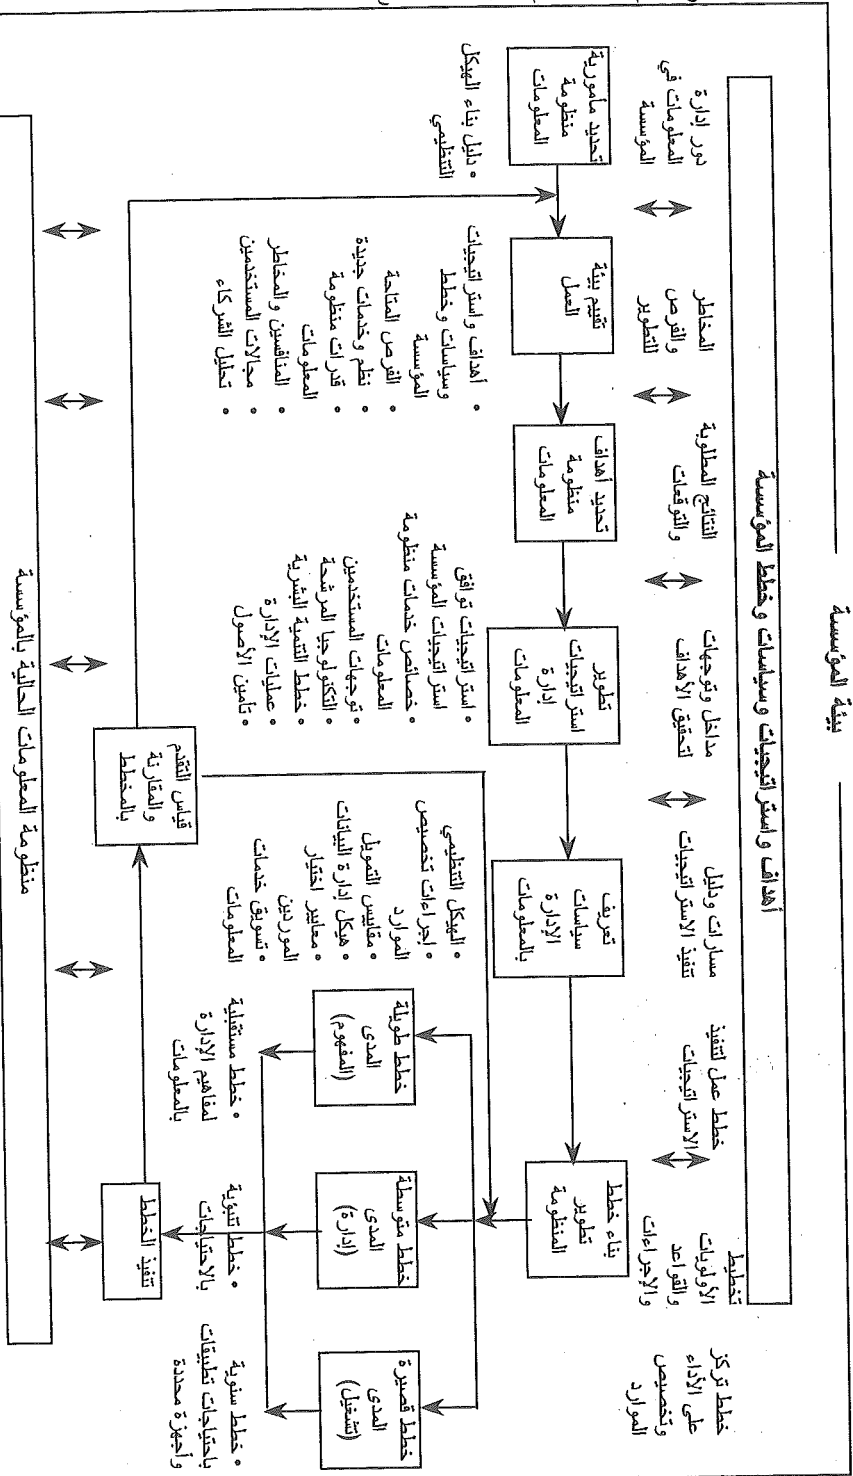 بيئة المؤسسة
أهداف واستراتيجيات وسياسات وخطط المؤسسة
دور إدارة
المعلومات في
المؤسسة
المخاطر
والفرص
للتطوير
النتائج المطلوبة
والتوقعات
مداخل وتوجهات
لتحقيق الأهداف
مسارات ودليل
تنفيذ الاستراتيجيات
خطط عمل لتنفيذ
الاستراتيجيات
تخطيط
الأولويات
والقواعد
والإجراءات
خطط تركز
على الأداء
وتخصيص
الموارد
تحديد مأمورية
منظومة
المعلومات
تقييم بيئة
العمل
تحديد أهداف
منظومة
المعلومات
تطوير
استراتيجيات
إدارة
المعلومات
تعريف
سياسات
الإدارة
بالمعلومات
بناء خطط
تطوير
المنظومة
• دليل بناء الهيكل
التنظيمي
• أهداف واستراتيجيات
وسياسات وخطط
المؤسسة
• الفرص المتاحة
• نظم وخدمات جديدة
• قدرات منظومة
المعلومات
• المنافسين والمخاطر
• مجالات المستخدمين
• تحليل الشركاء
• استراتيجيات توافق
استراتيجيات المؤسسة
• خصائص خدمات منظومة
المعلومات
• توجهات المستخدمين
• التكنولوجيا المرشحة
• خطط التنمية البشرية
• عمليات الإدارة
• تأمين الأصول
• الهيكل التنظيمي
• إجراءات تخصيص
الموارد
• مقاييس التمويل
• هيكل إدارة البيانات
• معايير اختيار
الموردين
• تسويق خدمات
المعلومات
خطط طويلة
المدى
(المفهوم)
خطط متوسطة
المدى
(إدارة)
خطط قصيرة
المدى
(تشغيل)
• خطط مستقبلية
لمفاهيم الإدارة
بالمعلومات
• خطط تنبؤية
بالاحتياجات
• خطط سنوية
باحتياجات تطبيقات
وأجهزة محددة
قياس التقدم
والمقارنة
بالمخطط
تنفيذ الخطط
منظومة المعلومات الحالية بالمؤسسة